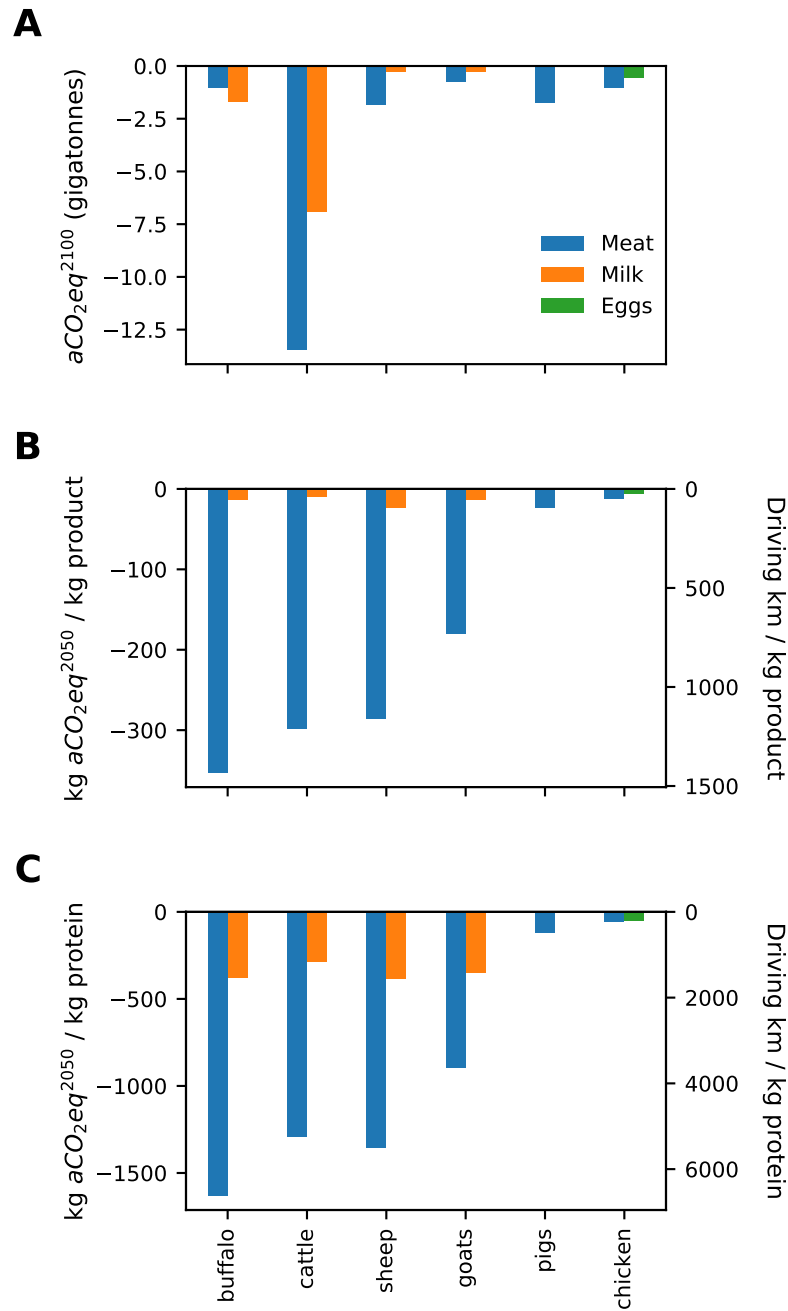 A
aCO₂eq²¹⁰⁰ (gigatonnes)
0.0
−2.5
−5.0
−7.5
−10.0
−12.5
Meat
Milk
Eggs
B
kg aCO₂eq²⁰⁵⁰ / kg product
0
−100
−200
−300
0
500
1000
1500
Driving km / kg product
C
kg aCO₂eq²⁰⁵⁰ / kg protein
0
−500
−1000
−1500
0
2000
4000
6000
Driving km / kg protein
buffalo
cattle
sheep
goats
pigs
chicken